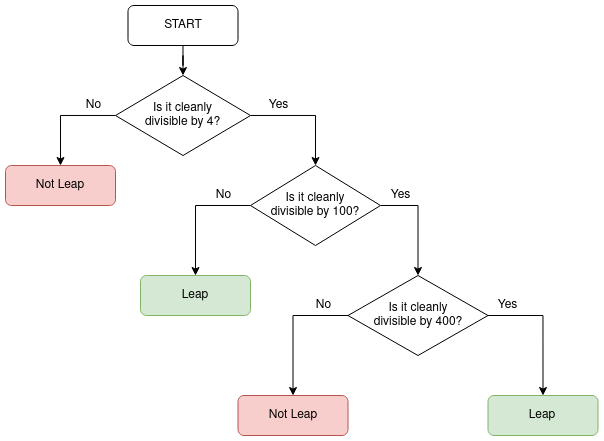 START
No
Is it cleanly
divisible by 4?
Yes
Not Leap
No
Is it cleanly
divisible by 100?
Yes
Leap
No
Is it cleanly
divisible by 400?
Yes
Not Leap
Leap